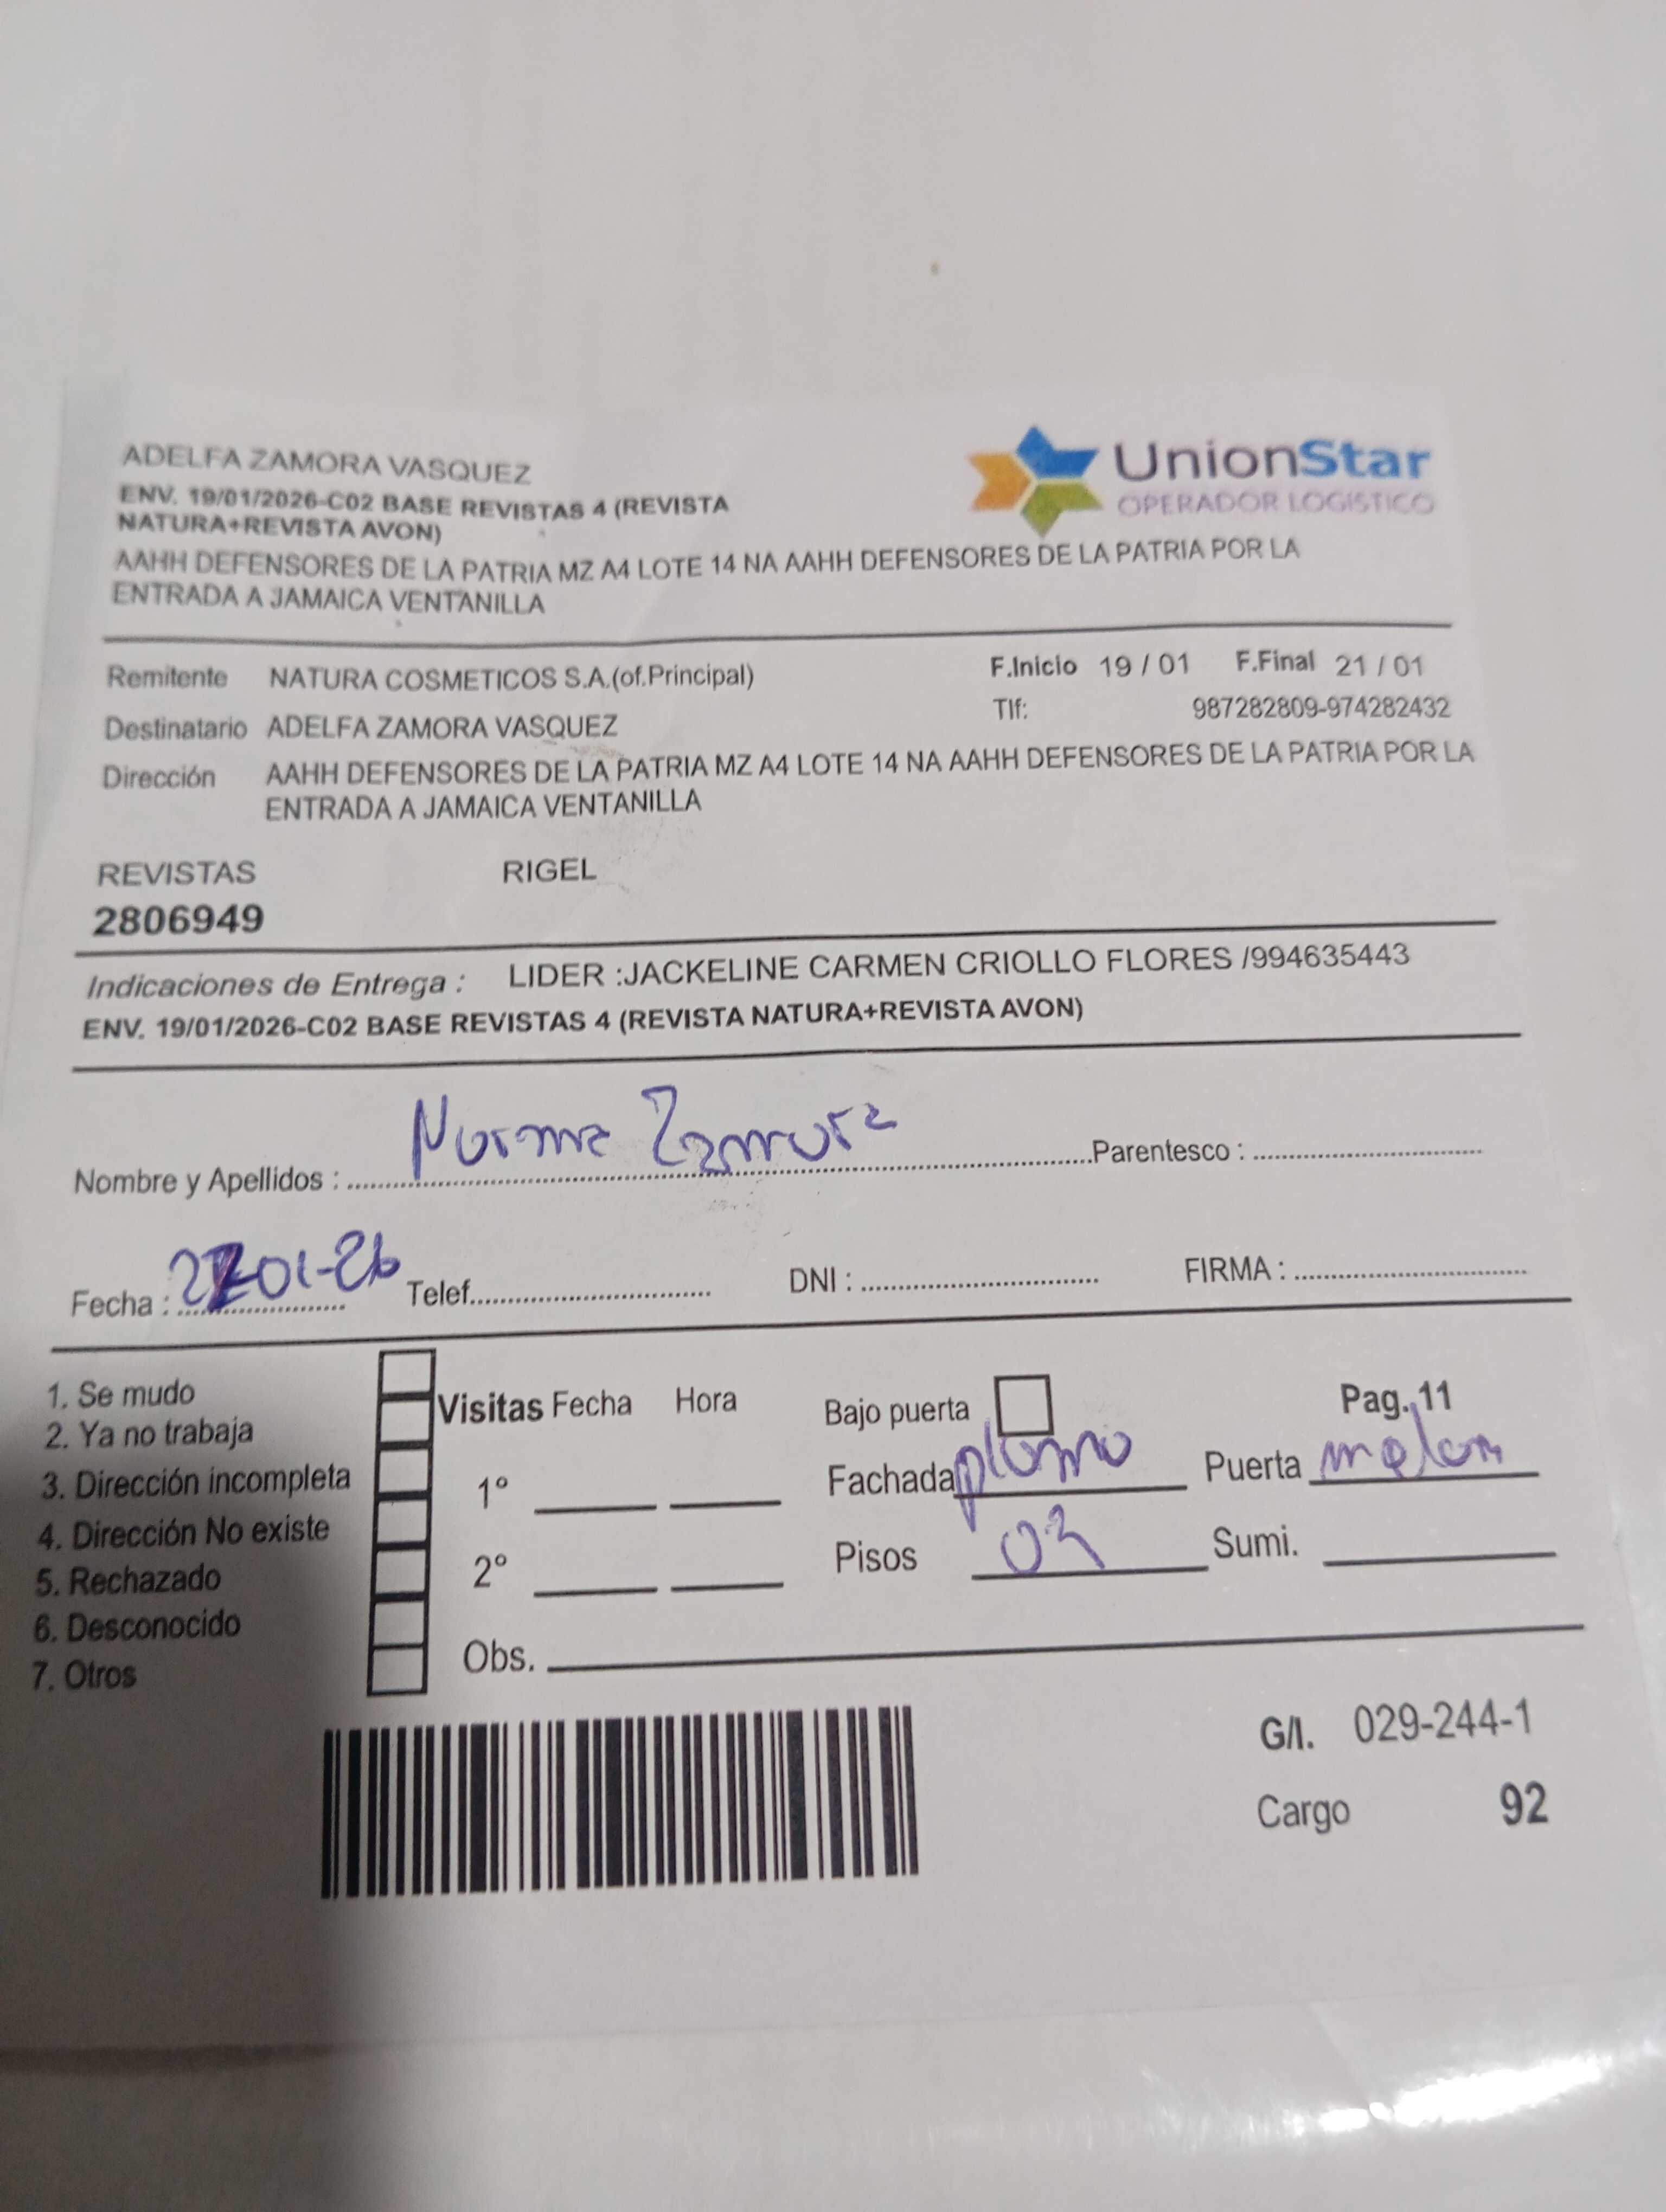 ADELFA ZAMORA VASQUEZ
UnionStar
OPERADOR LOGISTICO
ENV. 19/01/2026-C02 BASE REVISTAS 4 (REVISTA
NATURA+REVISTA AVON)
AAHH DEFENSORES DE LA PATRIA MZ A4 LOTE 14 NA AAHH DEFENSORES DE LA PATRIA POR LA
ENTRADA A JAMAICA VENTANILLA
Remitente NATURA COSMETICOS S.A.(of.Principal) F.Inicio 19 / 01 F.Final 21 / 01
Destinatario ADELFA ZAMORA VASQUEZ Tlf: 987282809-974282432
Dirección AAHH DEFENSORES DE LA PATRIA MZ A4 LOTE 14 NA AAHH DEFENSORES DE LA PATRIA POR LA
ENTRADA A JAMAICA VENTANILLA
REVISTAS RIGEL
2806949
Indicaciones de Entrega : LIDER :JACKELINE CARMEN CRIOLLO FLORES /994635443
ENV. 19/01/2026-C02 BASE REVISTAS 4 (REVISTA NATURA+REVISTA AVON)
Nombre y Apellidos : Norma Zamora Parentesco :
Fecha : Telef. DNI : FIRMA :
1. Se mudo
2. Ya no trabaja
3. Dirección incompleta
4. Dirección No existe
5. Rechazado
6. Desconocido
7. Otros
Visitas Fecha Hora
1º
2º
Obs.
Bajo puerta Pag. 11
Fachada plomo Puerta melon
Pisos 03 Sumi.
G/l. 029-244-1
Cargo 92